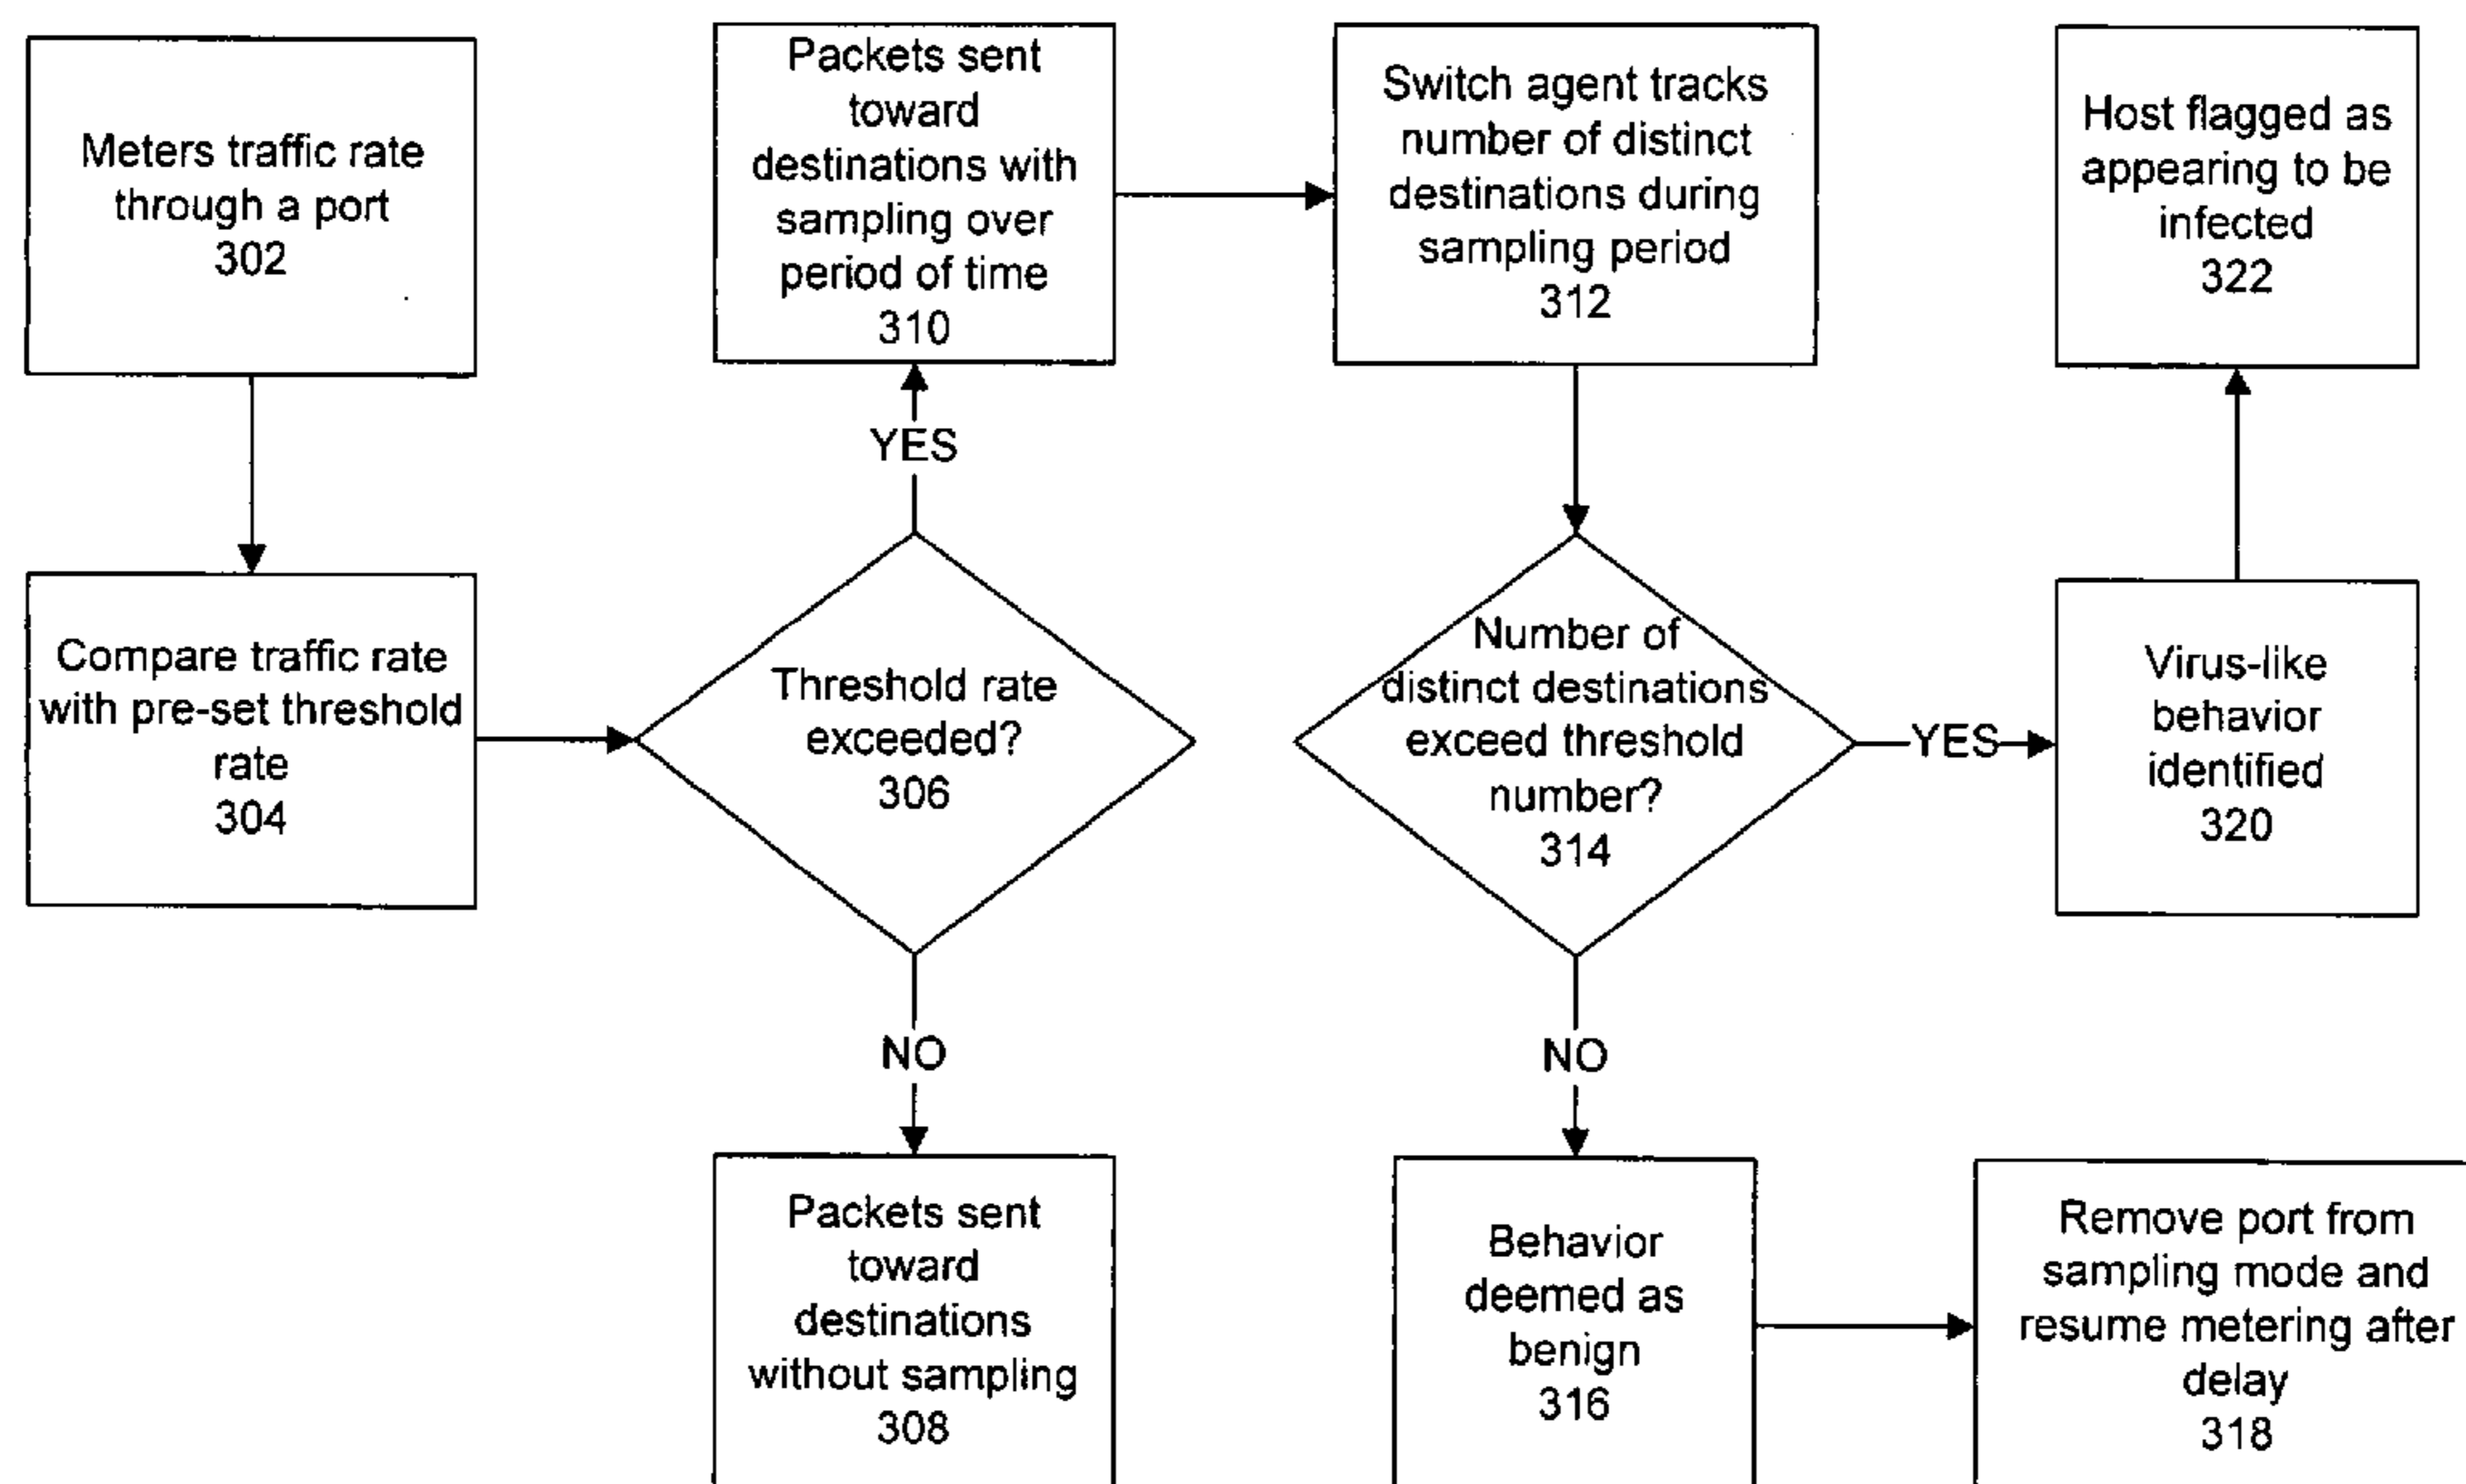 Meters traffic rate
through a port
302
Compare traffic rate
with pre-set threshold
rate
304
Threshold rate
exceeded?
306
YES
Packets sent
toward
destinations with
sampling over
period of time
310
NO
Packets sent
toward
destinations
without sampling
308
Switch agent tracks
number of distinct
destinations during
sampling period
312
Number of
distinct destinations
exceed threshold
number?
314
NO
Behavior
deemed as
benign
316
Remove port from
sampling mode and
resume metering after
delay
318
YES
Virus-like
behavior
identified
320
Host flagged as
appearing to be
infected
322